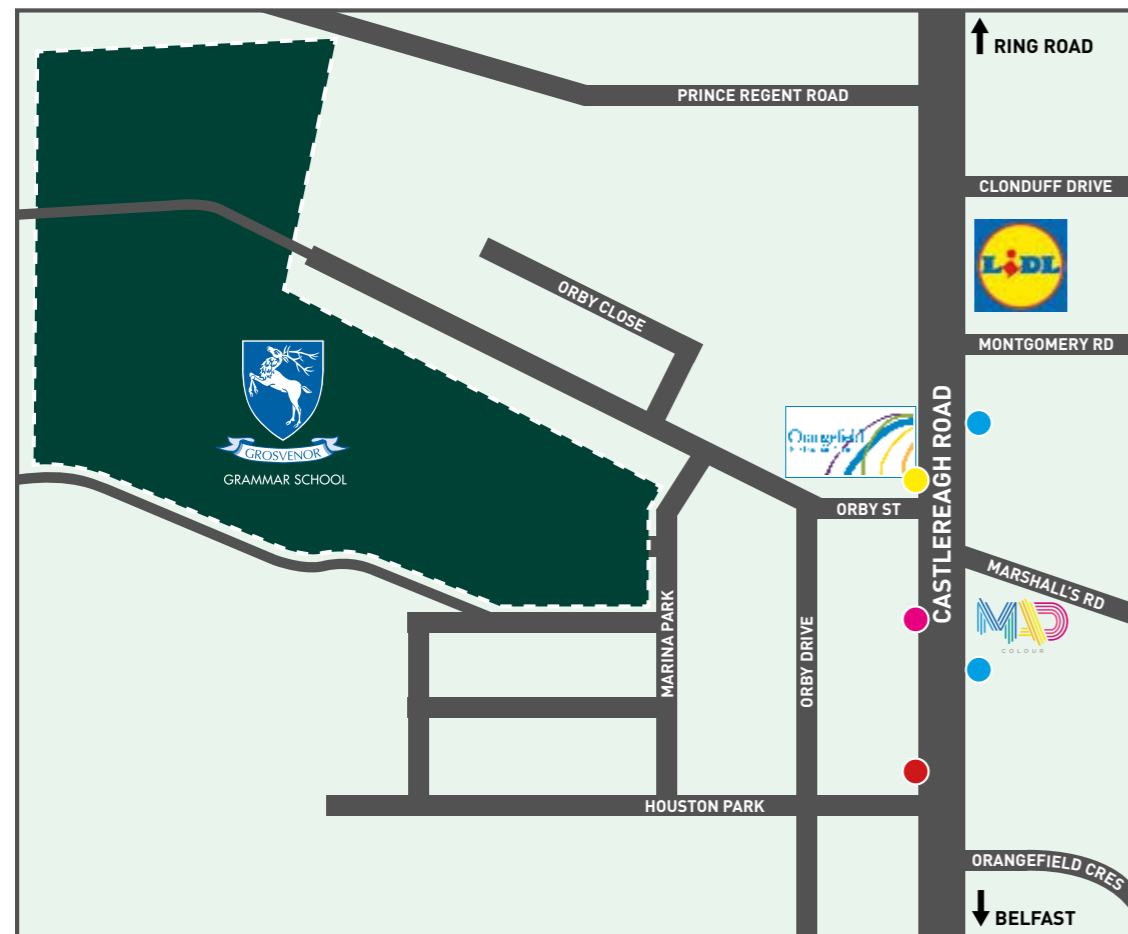 RING ROAD
PRINCE REGENT ROAD
CLONDUFF DRIVE
LiDL
MONTGOMERY RD
ORBY CLOSE
GROSVENOR
GRAMMAR SCHOOL
Orangefield
CASTLEREAGH ROAD
ORBY ST
MARSHALL'S RD
MAD
COLOUR
MARINA PARK
ORBY DRIVE
HOUSTON PARK
ORANGEFIELD CRES
BELFAST